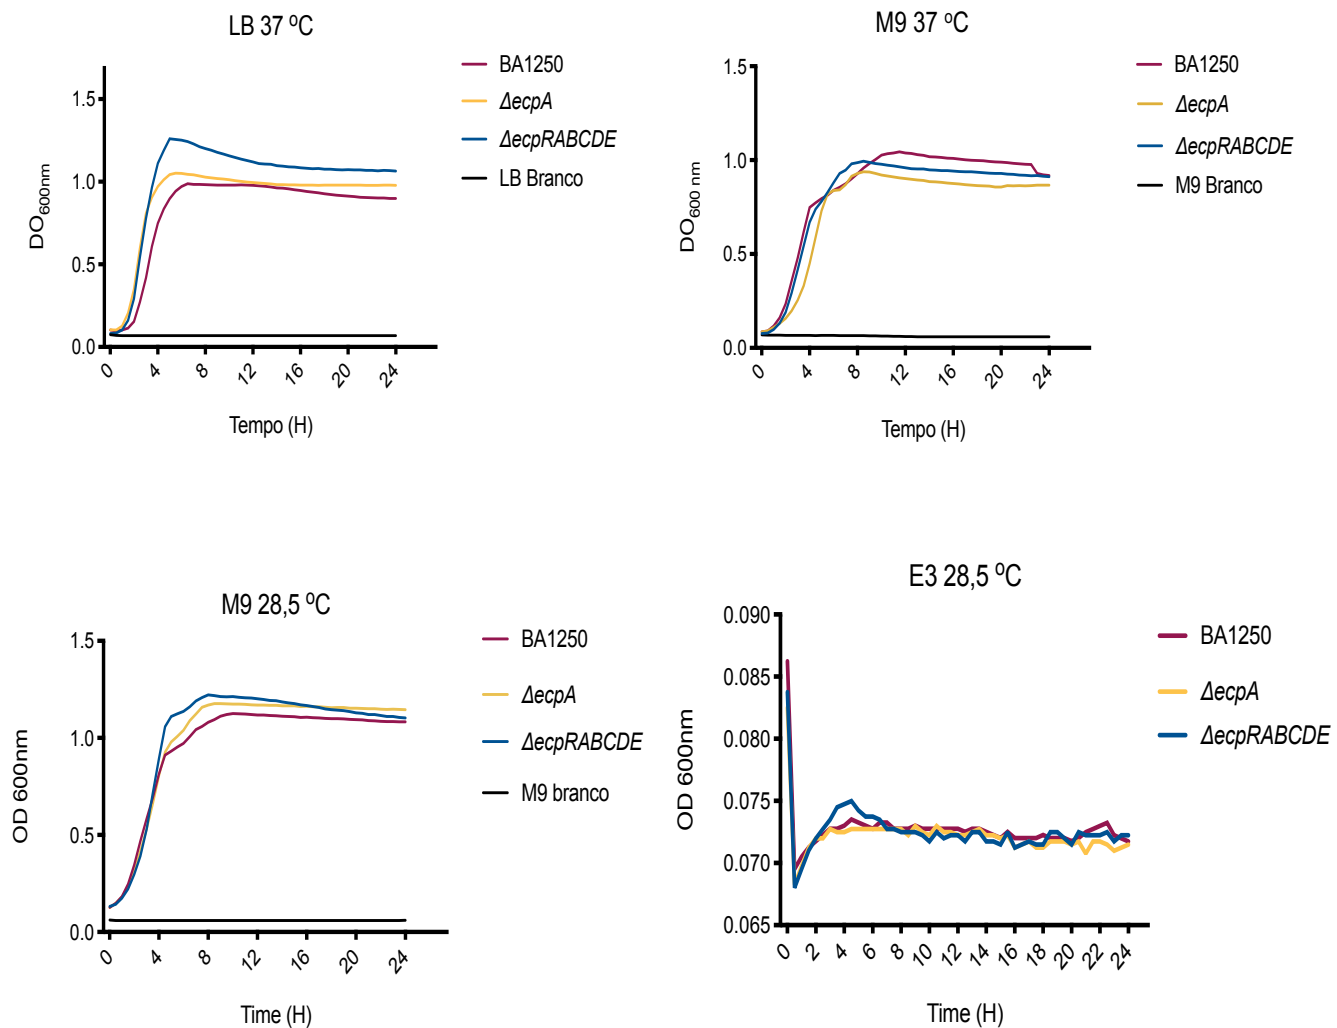 LB 37 ºC
1.5
1.0
0.5
0.0
DO600nm
0 4 8 12 16 20 24
Tempo (H)
BA1250
ΔecpA
ΔecpRABCDE
LB Branco
M9 37 ºC
1.5
1.0
0.5
0.0
DO600 nm
0 4 8 12 16 20 24
Tempo (H)
BA1250
ΔecpA
ΔecpRABCDE
M9 Branco
M9 28,5 ºC
1.5
1.0
0.5
0.0
OD 600nm
0 4 8 12 16 20 24
Time (H)
BA1250
ΔecpA
ΔecpRABCDE
M9 branco
E3 28,5 ºC
0.090
0.085
0.080
0.075
0.070
0.065
OD 600nm
0 2 4 6 8 10 12 14 16 18 20 22 24
Time (H)
BA1250
ΔecpA
ΔecpRABCDE